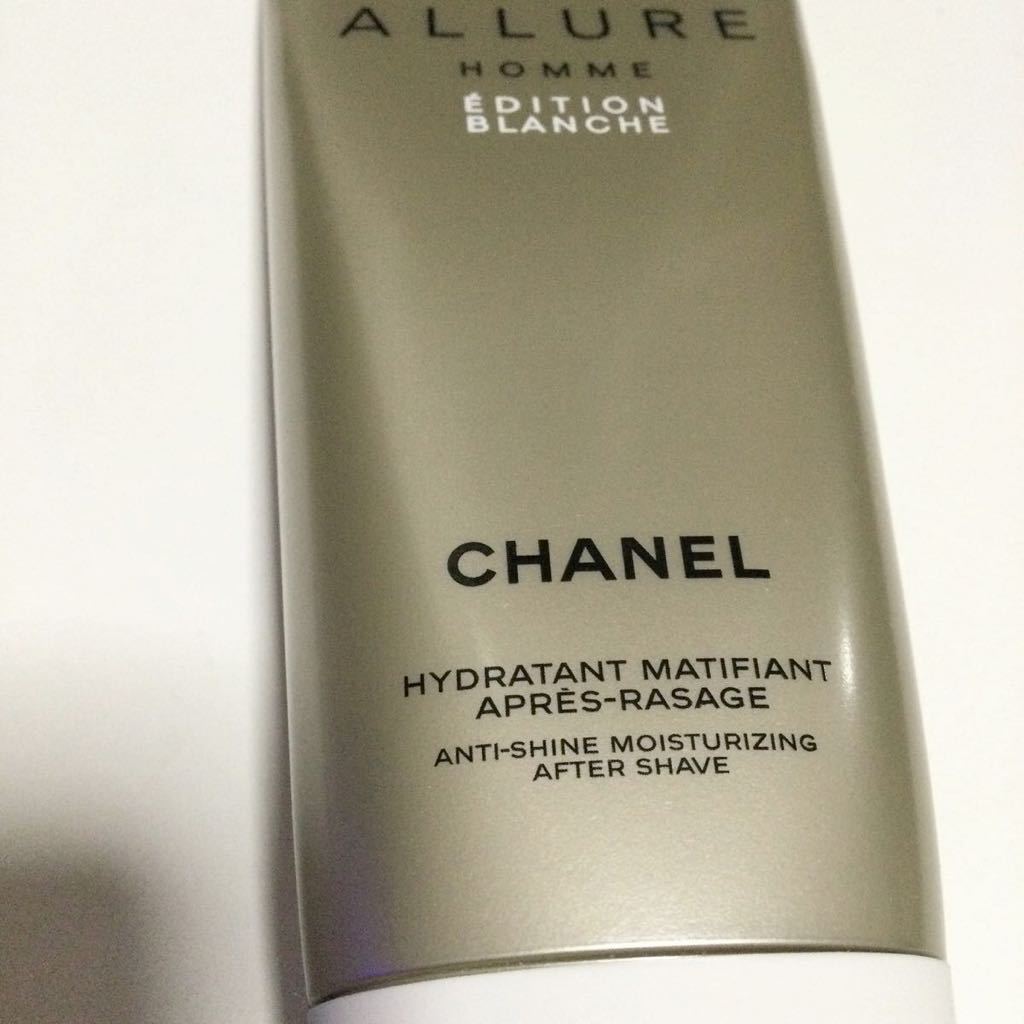 ALLURE
HOMME
ÉDITION
BLANCHE
CHANEL
HYDRATANT MATIFIANT
APRÈS-RASAGE
ANTI-SHINE MOISTURIZING
AFTER SHAVE